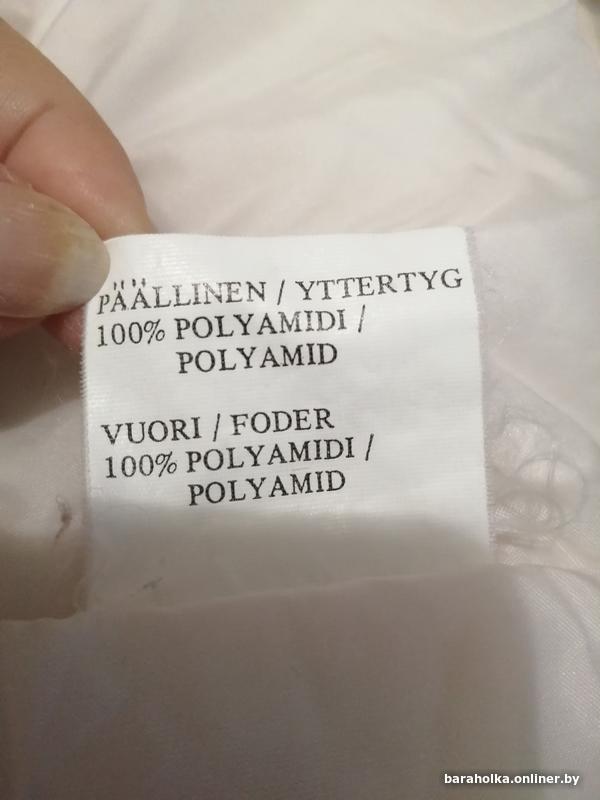 PÄÄLLINEN / YTTERTYG
100% POLYAMIDI /
POLYAMID
VUORI / FODER
100% POLYAMIDI /
POLYAMID
baraholka.onliner.by